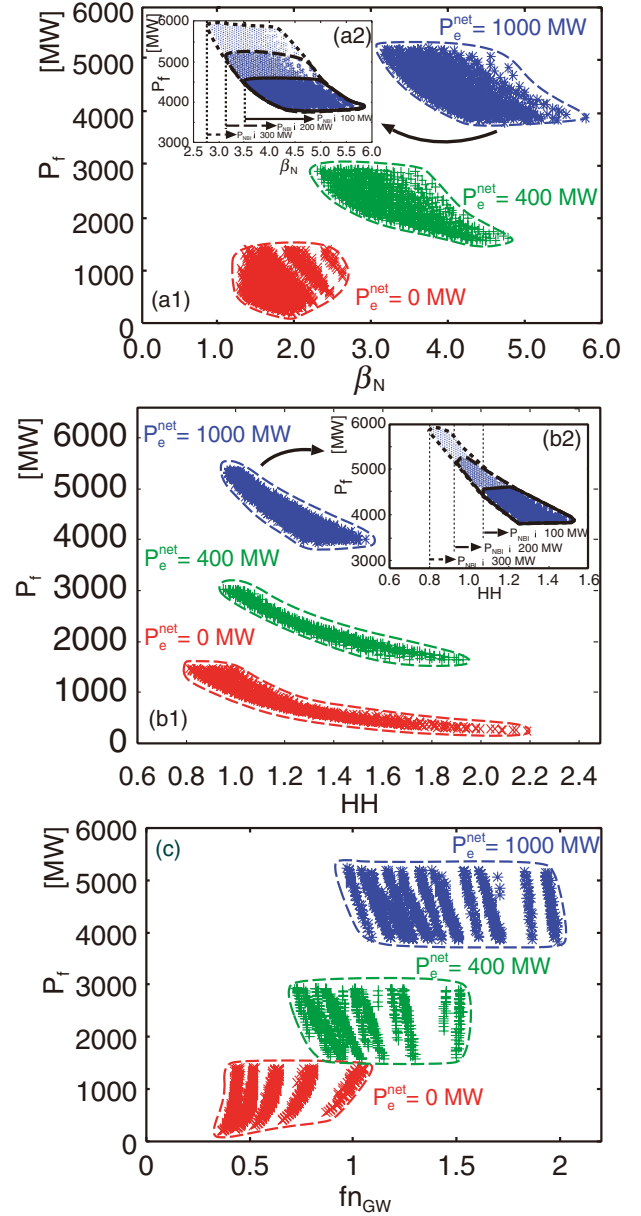 6000
5000
4000
3000
2000
1000
0
P_f [MW]
(a1)
P_e^net = 1000 MW
P_e^net = 400 MW
P_e^net = 0 MW
0.0 1.0 2.0 3.0 4.0 5.0 6.0
β_N
(a2)
6000
5000
4000
3000
P_f [MW]
P_NBI ¡ 100 MW
P_NBI ¡ 200 MW
P_NBI ¡ 300 MW
2.5 3.0 3.5 4.0 4.5 5.0 5.5 6.0
β_N
6000
5000
4000
3000
2000
1000
0
P_f [MW]
P_e^net = 1000 MW
P_e^net = 400 MW
P_e^net = 0 MW
(b1)
0.6 0.8 1.0 1.2 1.4 1.6 1.8 2.0 2.2 2.4
HH
(b2)
6000
5000
4000
3000
P_f [MW]
P_NBI ¡ 100 MW
P_NBI ¡ 200 MW
P_NBI ¡ 300 MW
0.6 0.8 1.0 1.2 1.4 1.6
HH
(c)
6000
5000
4000
3000
2000
1000
0
P_f [MW]
P_e^net = 1000 MW
P_e^net = 400 MW
P_e^net = 0 MW
0 0.5 1 1.5 2
fn_GW